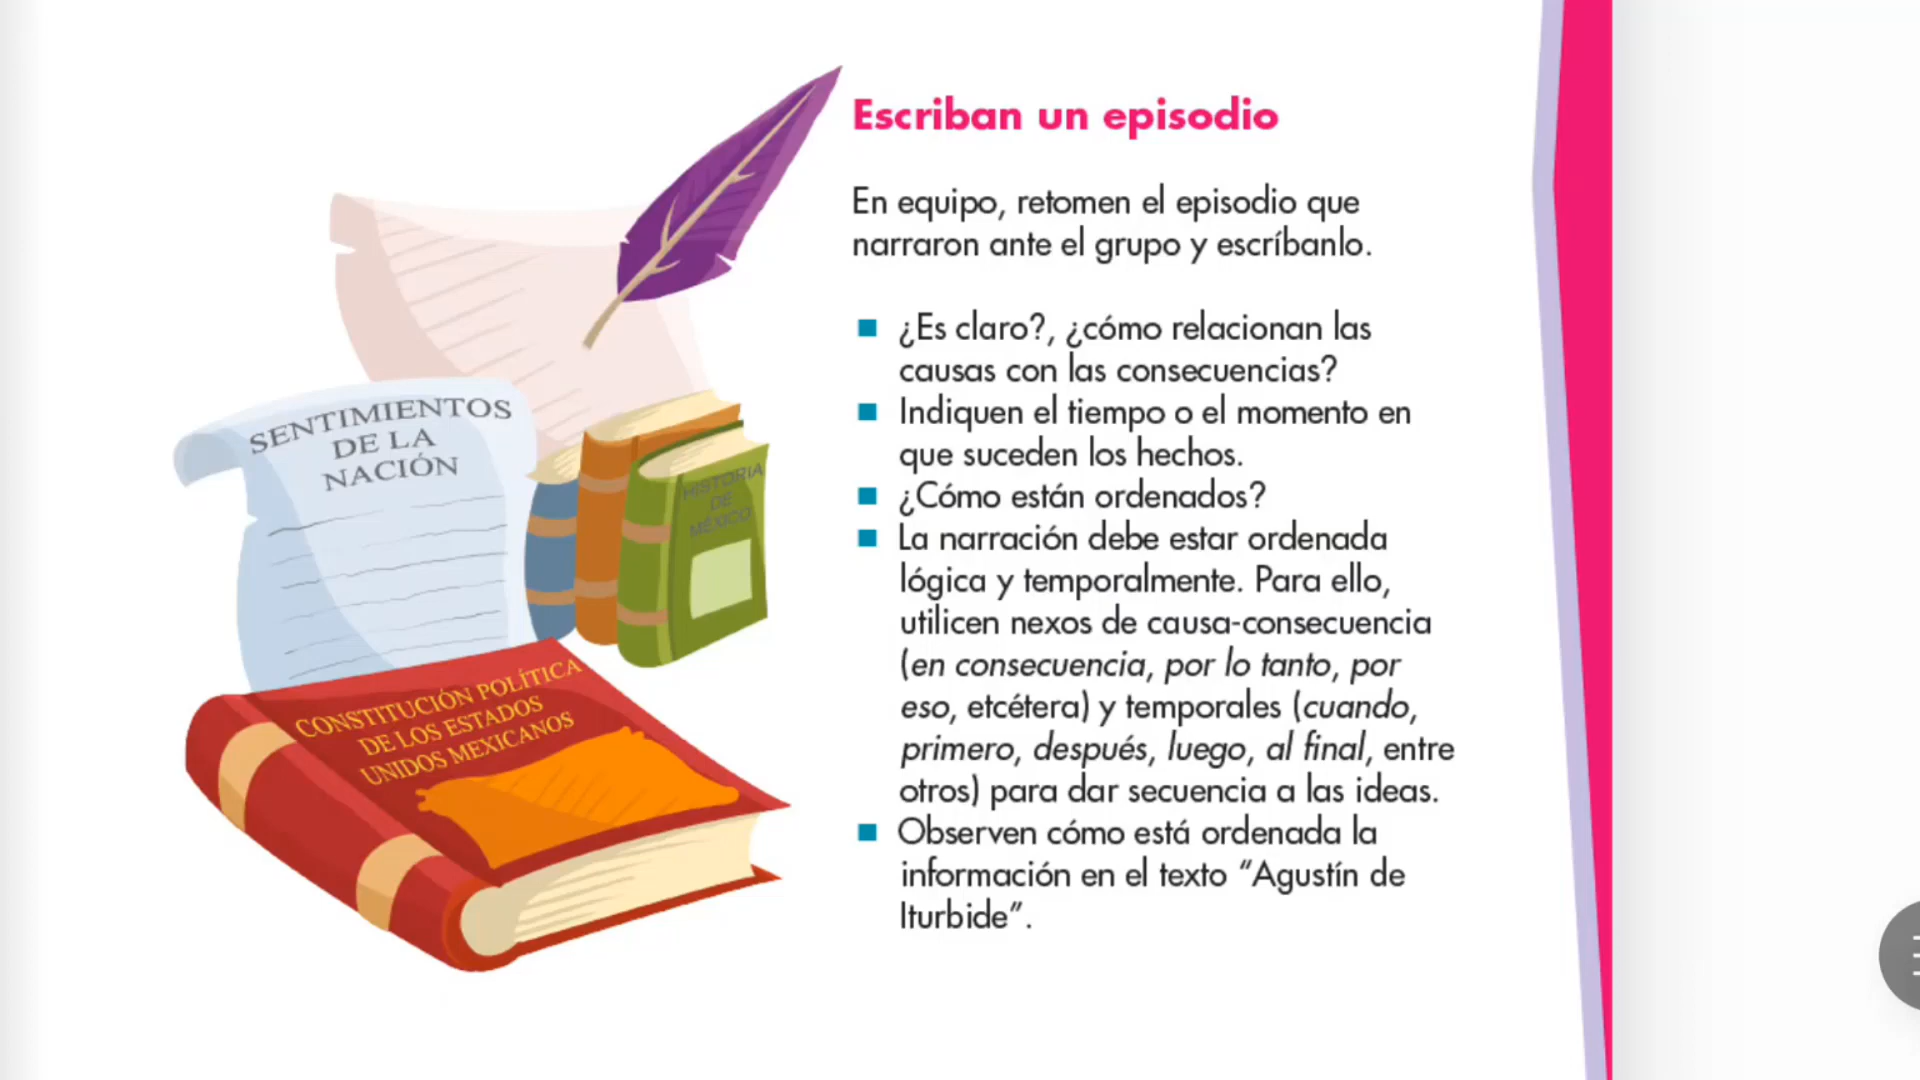 Escriban un episodio
En equipo, retomen el episodio que
narraron ante el grupo y escríbanlo.
¿Es claro?, ¿cómo relacionan las
causas con las consecuencias?
Indiquen el tiempo o el momento en
que suceden los hechos.
¿Cómo están ordenados?
La narración debe estar ordenada
lógica y temporalmente. Para ello,
utilicen nexos de causa-consecuencia
(en consecuencia, por lo tanto, por
eso, etcétera) y temporales (cuando,
primero, después, luego, al final, entre
otros) para dar secuencia a las ideas.
Observen cómo está ordenada la
información en el texto “Agustín de
Iturbide”.
SENTIMIENTOS
DE LA
NACIÓN
HISTORIA
DE
MÉXICO
CONSTITUCIÓN POLÍTICA
DE LOS ESTADOS
UNIDOS MEXICANOS